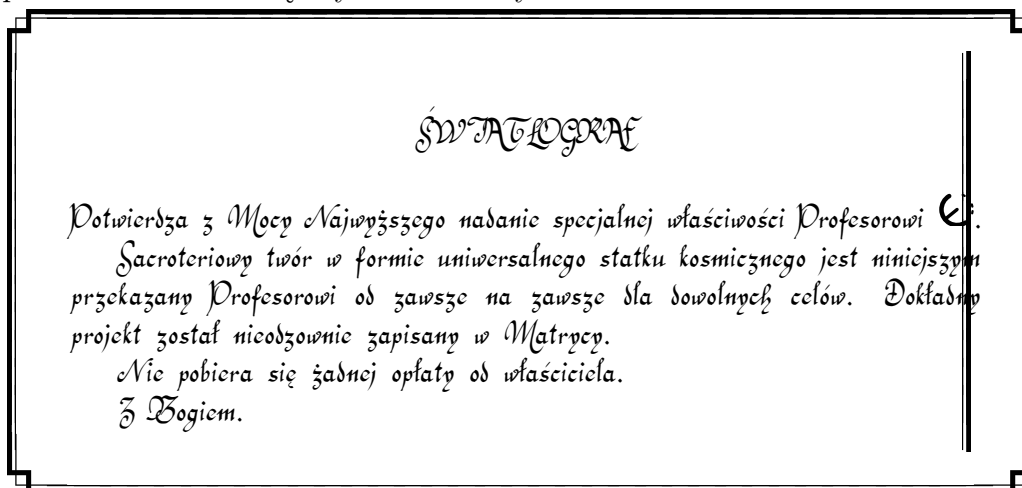 ŚWIATŁOGRAF
Potwierdza z Mocy Najwyższego nadanie specjalnej właściwości Profesorowi
Sacroteriowy twór w formie uniwersalnego statku kosmicznego jest niniejszym
przekazany Profesorowi od zawsze na zawsze dla dowolnych celów. Dokładny
projekt został nieodzownie zapisany w Matrycy.
Nie pobiera się żadnej opłaty od właściciela.
Z Bogiem.